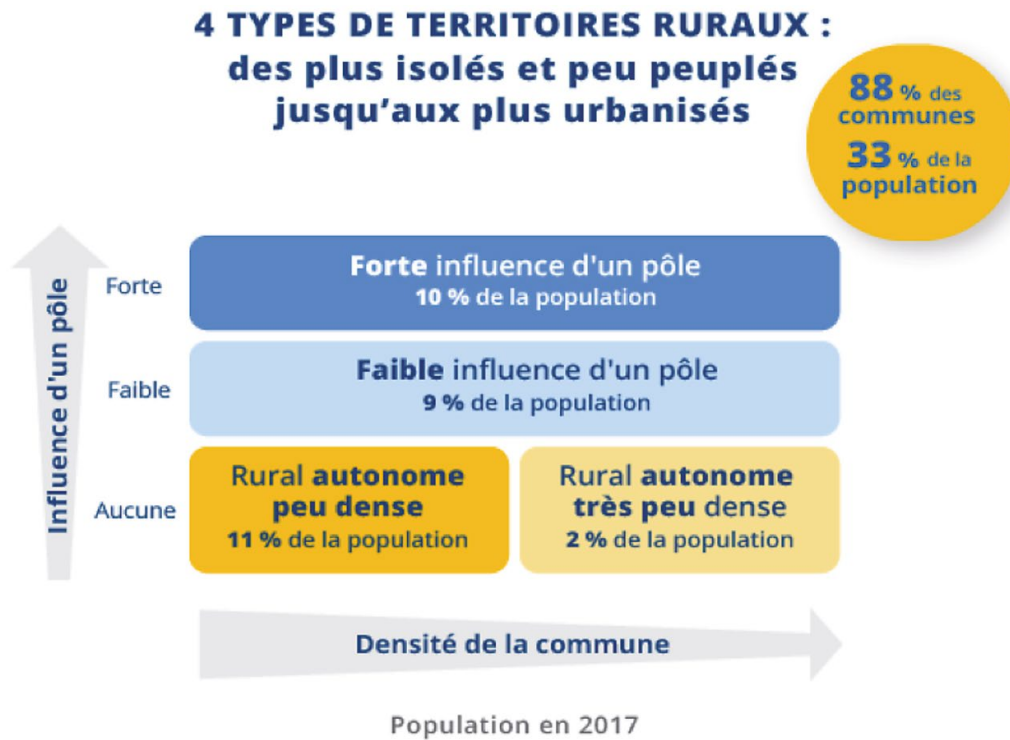 4 TYPES DE TERRITOIRES RURAUX :
des plus isolés et peu peuplés
jusqu'aux plus urbanisés
88 % des
communes
33 % de la
population
Influence d'un pôle
Forte
Forte influence d'un pôle
10 % de la population
Faible
Faible influence d'un pôle
9 % de la population
Aucune
Rural autonome
peu dense
11 % de la population
Rural autonome
très peu dense
2 % de la population
Densité de la commune
Population en 2017